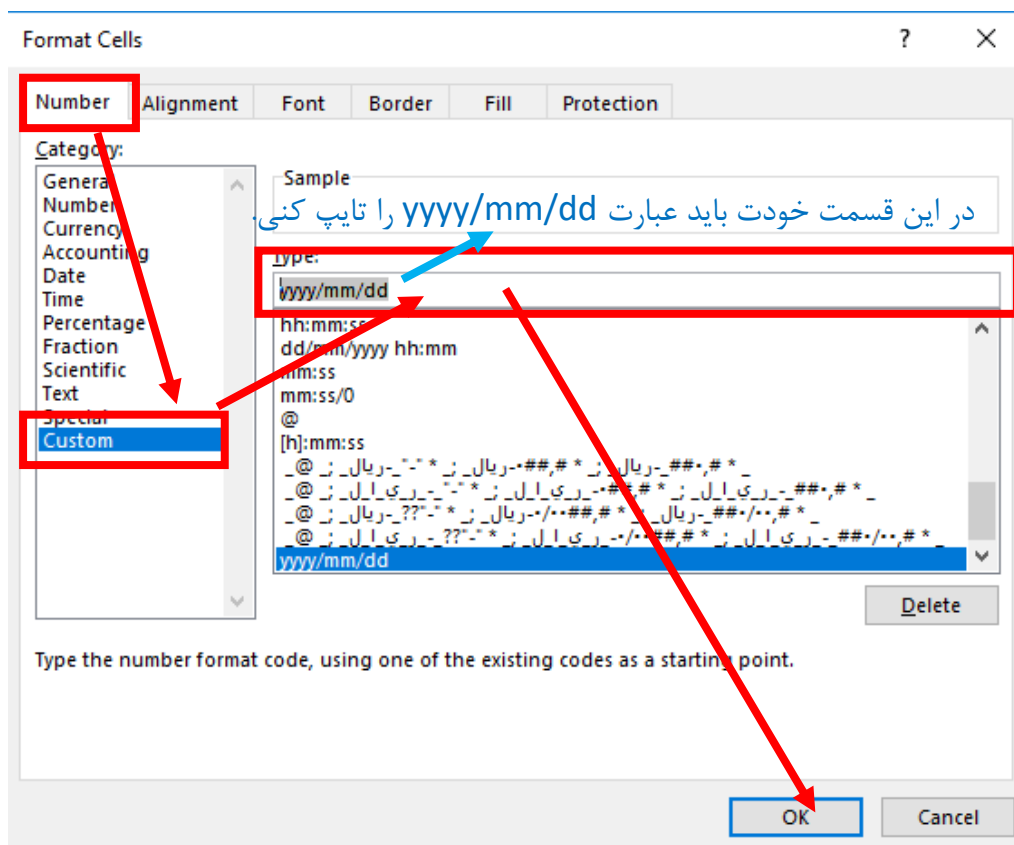 Format Cells ? ×
Number Alignment Font Border Fill Protection
Category:
General
Number
Currency
Accounting
Date
Time
Percentage
Fraction
Scientific
Text
Special
Custom
Sample
در این قسمت خودت باید عبارت yyyy/mm/dd را تایپ کنی.
Type:
yyyy/mm/dd
hh:mm:ss
dd/mm/yyyy hh:mm
mm:ss
mm:ss/0
@
[h]:mm:ss
yyyy/mm/dd
Delete
Type the number format code, using one of the existing codes as a starting point.
OK Cancel